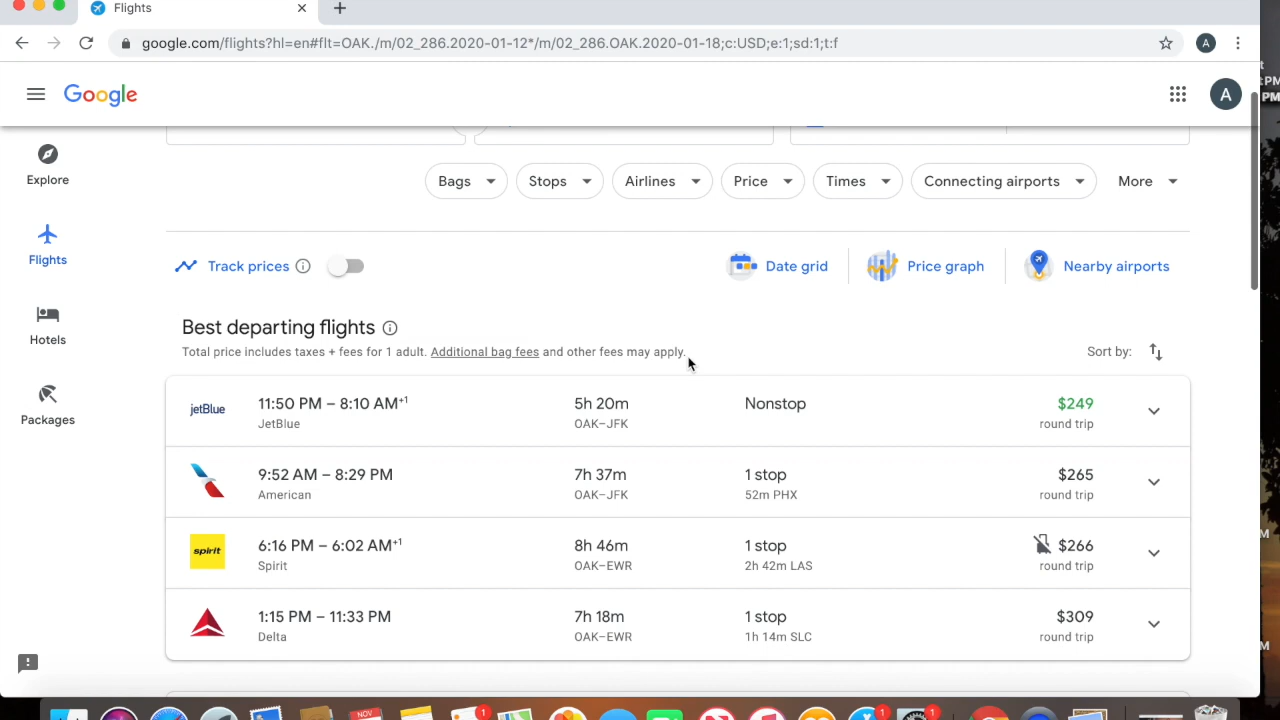 Flights
google.com/flights?hl=en#flt=OAK./m/02_286.2020-01-12*/m/02_286.OAK.2020-01-18;c:USD;e:1;sd:1;t:f
A
Google
A
PM
PM
Explore
Flights
Hotels
Packages
Bags
Stops
Airlines
Price
Times
Connecting airports
More
Track prices
Date grid
Price graph
Nearby airports
Best departing flights
Total price includes taxes + fees for 1 adult. Additional bag fees and other fees may apply.
Sort by:
jetBlue
11:50 PM – 8:10 AM+1
5h 20m
Nonstop
$249
JetBlue
OAK–JFK
round trip
9:52 AM – 8:29 PM
7h 37m
1 stop
$265
American
OAK–JFK
52m PHX
round trip
spirit
6:16 PM – 6:02 AM+1
8h 46m
1 stop
$266
Spirit
OAK–EWR
2h 42m LAS
round trip
1:15 PM – 11:33 PM
7h 18m
1 stop
$309
Delta
OAK–EWR
1h 14m SLC
round trip
NOV
1
1
1